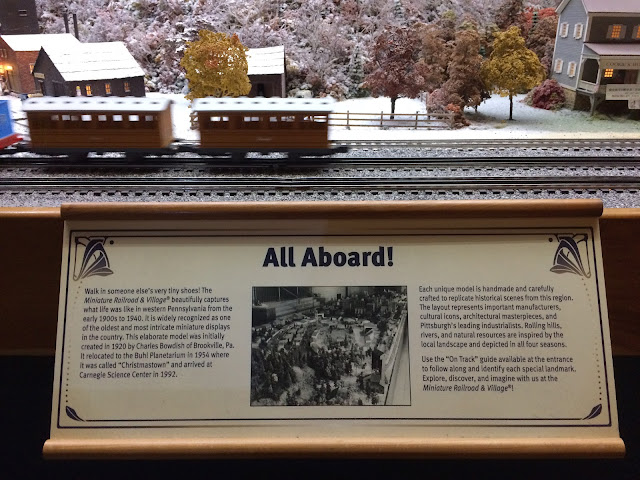 All Aboard!
Walk in someone else's very tiny shoes! The
Miniature Railroad & Village® beautifully captures
what life was like in western Pennsylvania from the
early 1900s to 1940. It is widely recognized as one
of the oldest and most intricate miniature displays
in the country. This elaborate model was initially
created in 1920 by Charles Bowdish of Brookville, Pa.
It relocated to the Buhl Planetarium in 1954 where
it was called "Christmastown" and arrived at
Carnegie Science Center in 1992.
Each unique model is handmade and carefully
crafted to replicate historical scenes from this region.
The layout represents important manufacturers,
cultural icons, architectural masterpieces, and
Pittsburgh's leading industrialists. Rolling hills,
rivers, and natural resources are inspired by the
local landscape and depicted in all four seasons.
Use the "On Track" guide available at the entrance
to follow along and identify each special landmark.
Explore, discover, and imagine with us at the
Miniature Railroad & Village®!